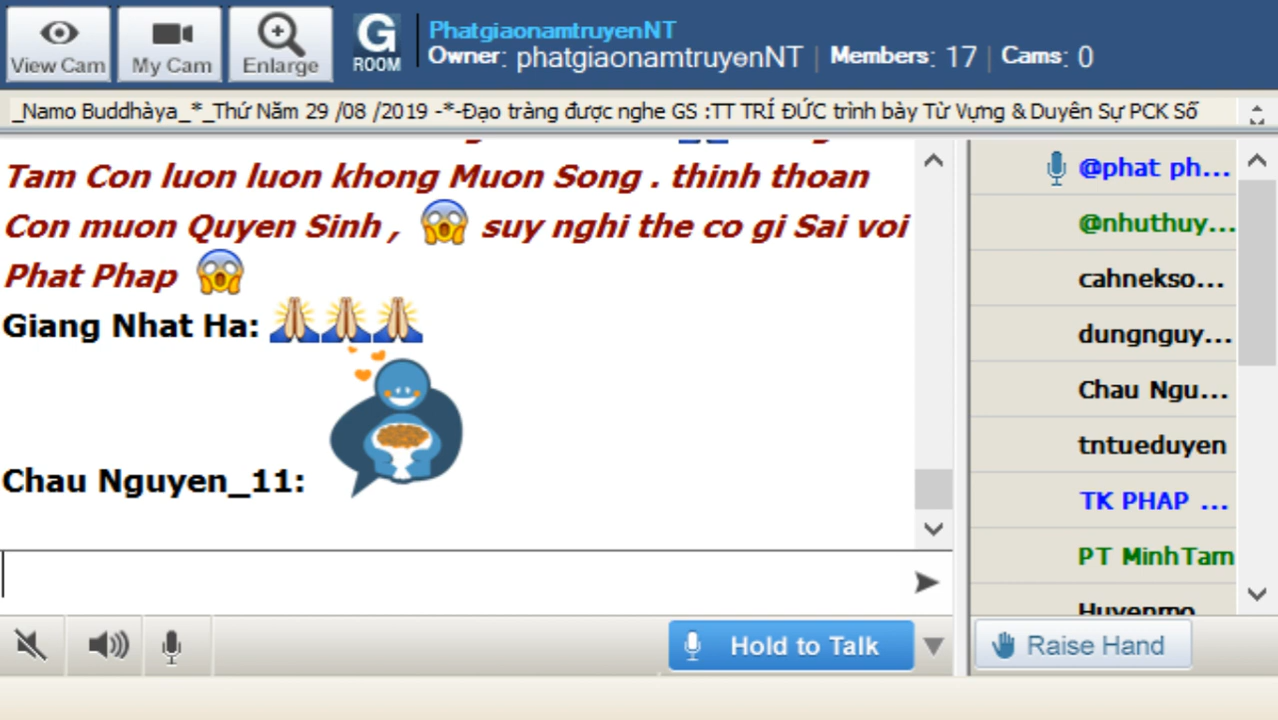 View Cam
My Cam
Enlarge
G
ROOM
PhatgiaonamtruyenNT
Owner: phatgiaonamtruyenNT | Members: 17 | Cams: 0
_Namo Buddhàya_*_Thứ Năm 29 /08 /2019 -*-Đạo tràng được nghe GS :TT TRÍ ĐỨC trình bày Từ Vựng & Duyên Sự PCK Số
Tam Con luon luon khong Muon Song . thinh thoan
Con muon Quyen Sinh , 😱 suy nghi the co gi Sai voi
Phat Phap 😱
Giang Nhat Ha: 🙏🙏🙏
Chau Nguyen_11:
@phat ph...
@nhuthuy...
cahnekso...
dungnguy...
Chau Ngu...
tntueduyen
TK PHAP ...
PT MinhTam
Huyenmo
Hold to Talk
Raise Hand